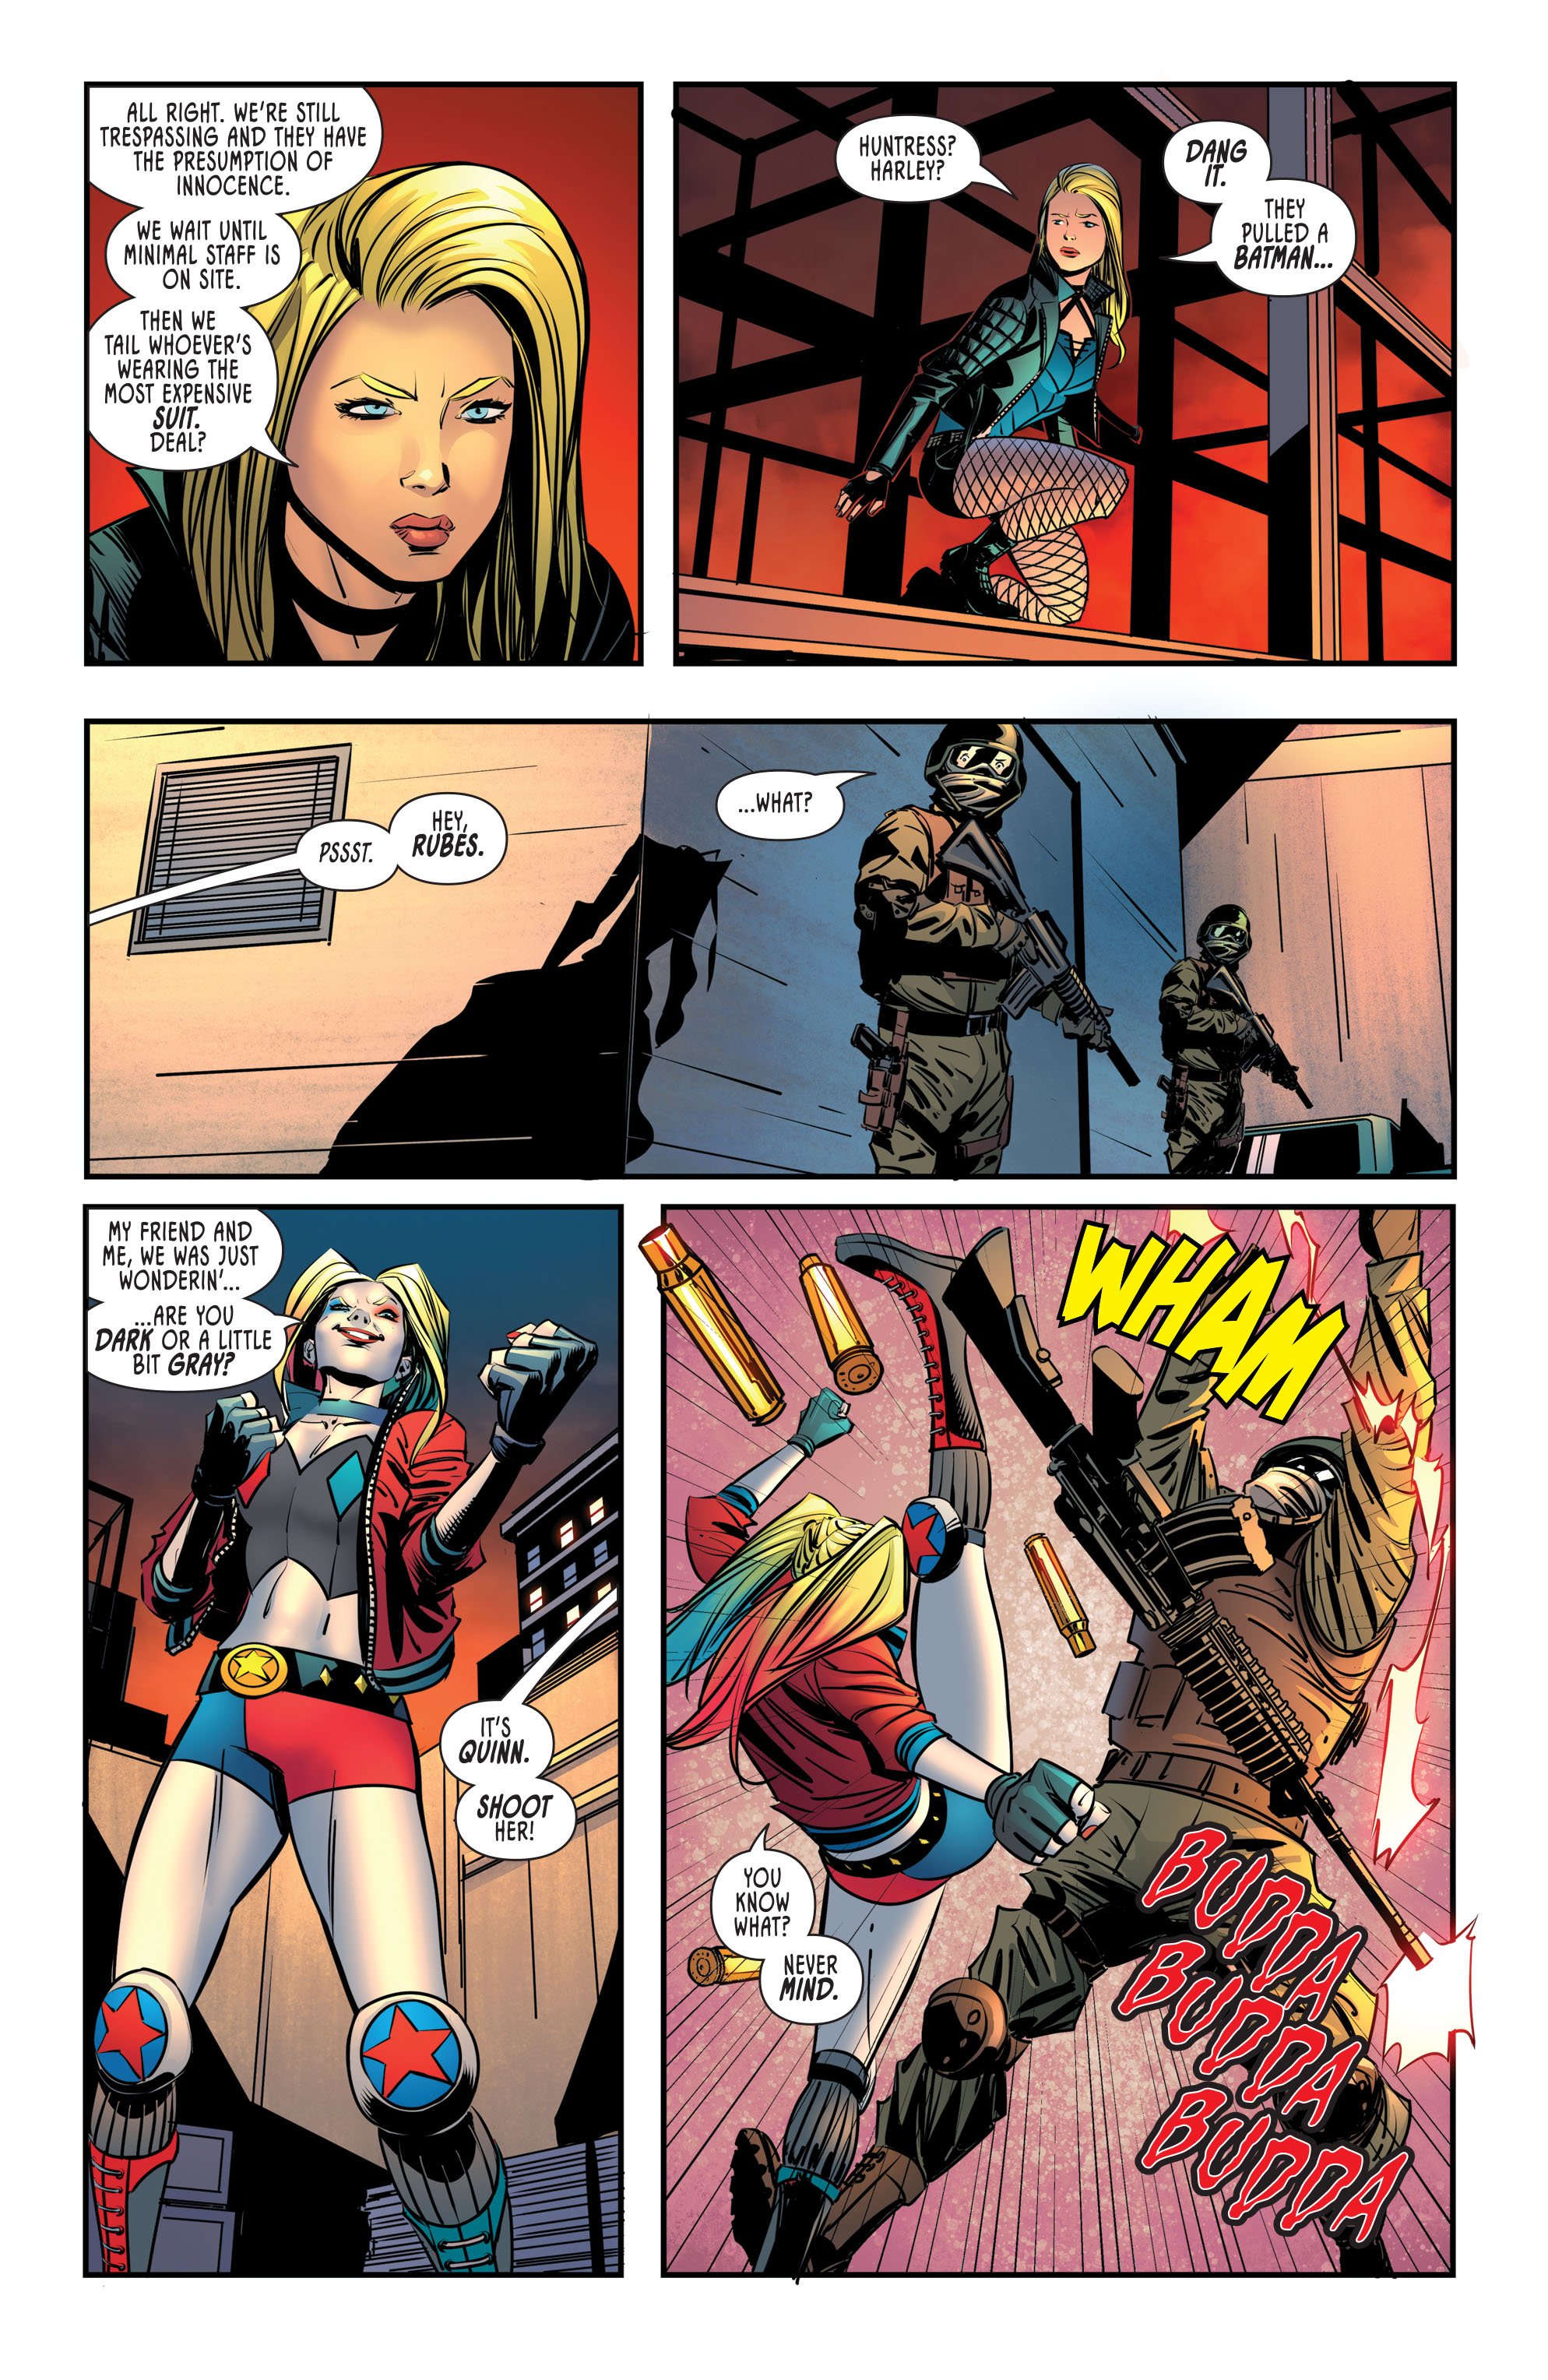 ALL RIGHT. WE'RE STILL
TRESPASSING AND THEY HAVE
THE PRESUMPTION OF
INNOCENCE.
WE WAIT UNTIL
MINIMAL STAFF IS
ON SITE.
THEN WE
TAIL WHOEVER'S
WEARING THE
MOST EXPENSIVE
SUIT.
DEAL?
HUNTRESS?
HARLEY?
DANG
IT.
THEY
PULLED A
BATMAN...
PSSST.
HEY,
RUBES.
...WHAT?
MY FRIEND AND
ME, WE WAS JUST
WONDERIN'...
...ARE YOU
DARK OR A LITTLE
BIT GRAY?
IT'S
QUINN.
SHOOT
HER!
WHAM
YOU
KNOW
WHAT?
NEVER
MIND.
BUDDA
BUDDA
BUDDA